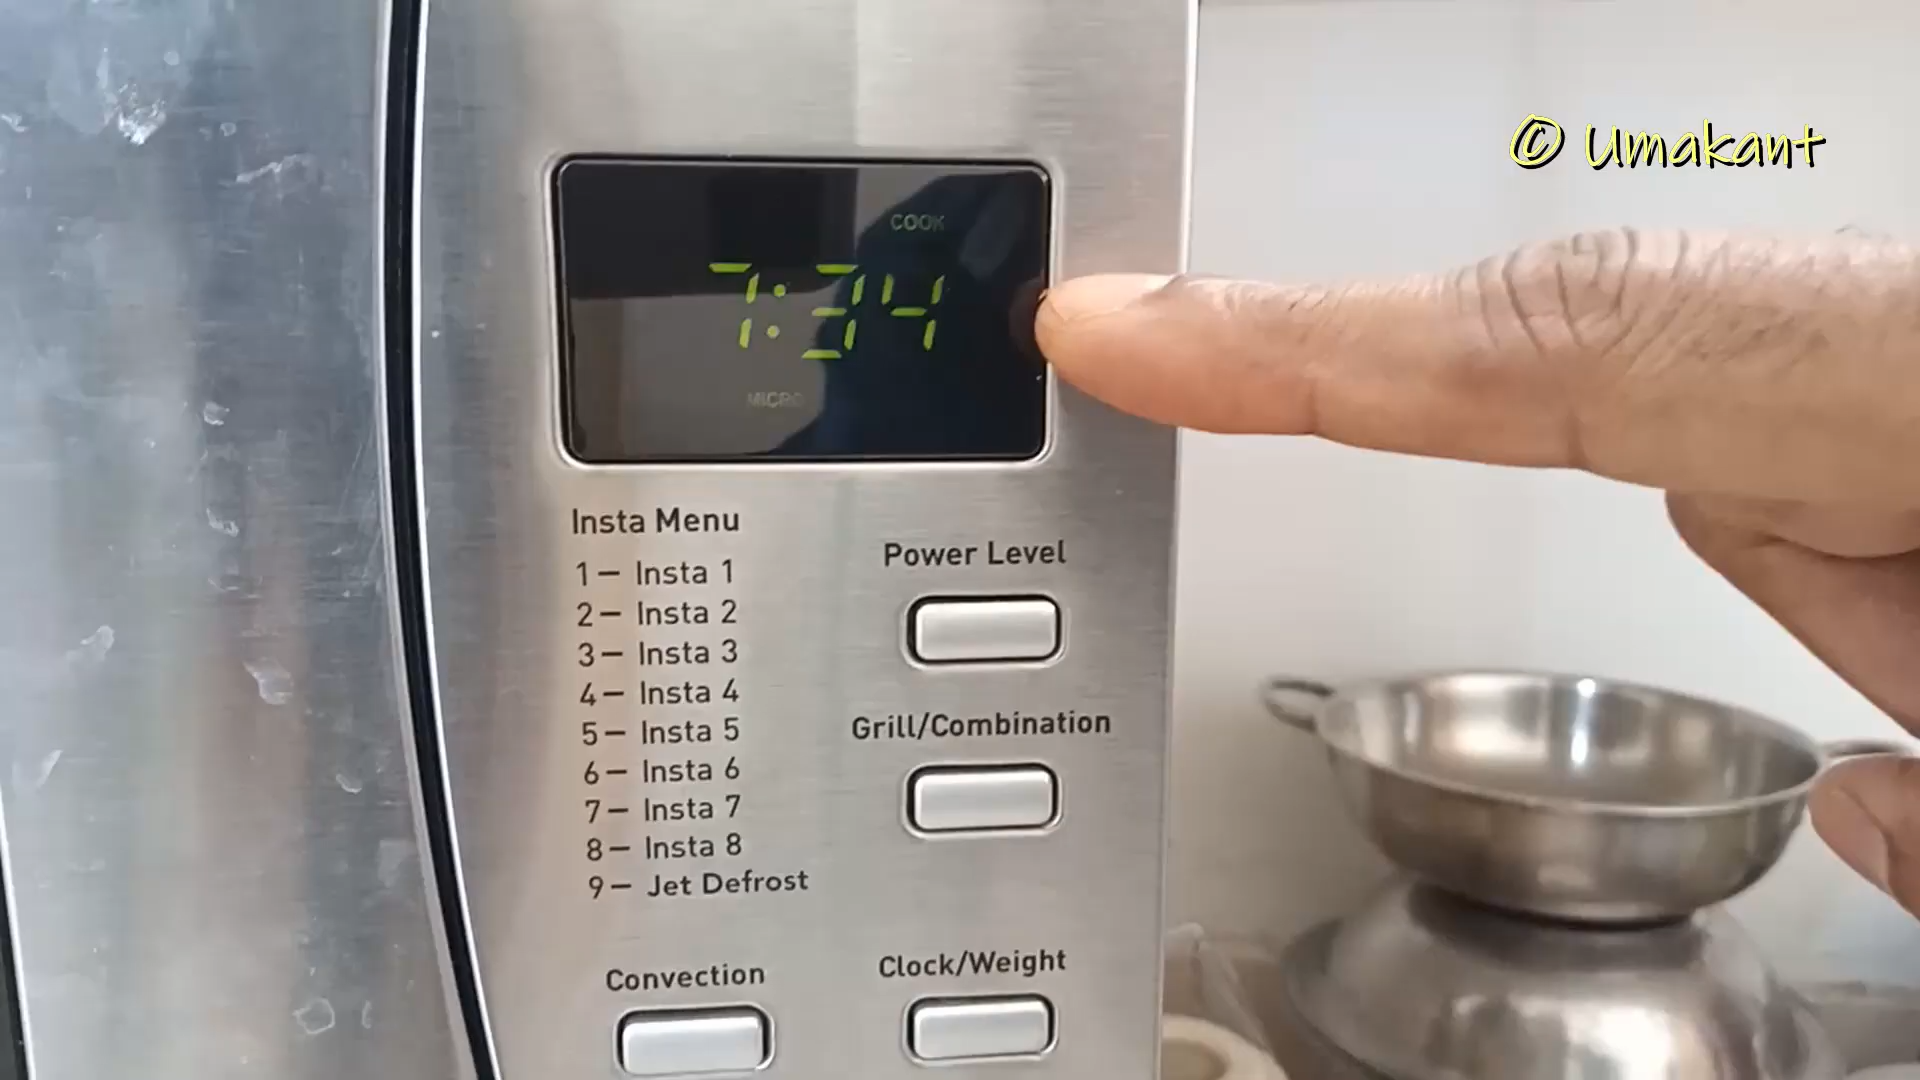 © Umakant
COOK
7:34
MICRO
Insta Menu
1– Insta 1
2– Insta 2
3– Insta 3
4– Insta 4
5– Insta 5
6– Insta 6
7– Insta 7
8– Insta 8
9– Jet Defrost
Power Level
Grill/Combination
Convection
Clock/Weight